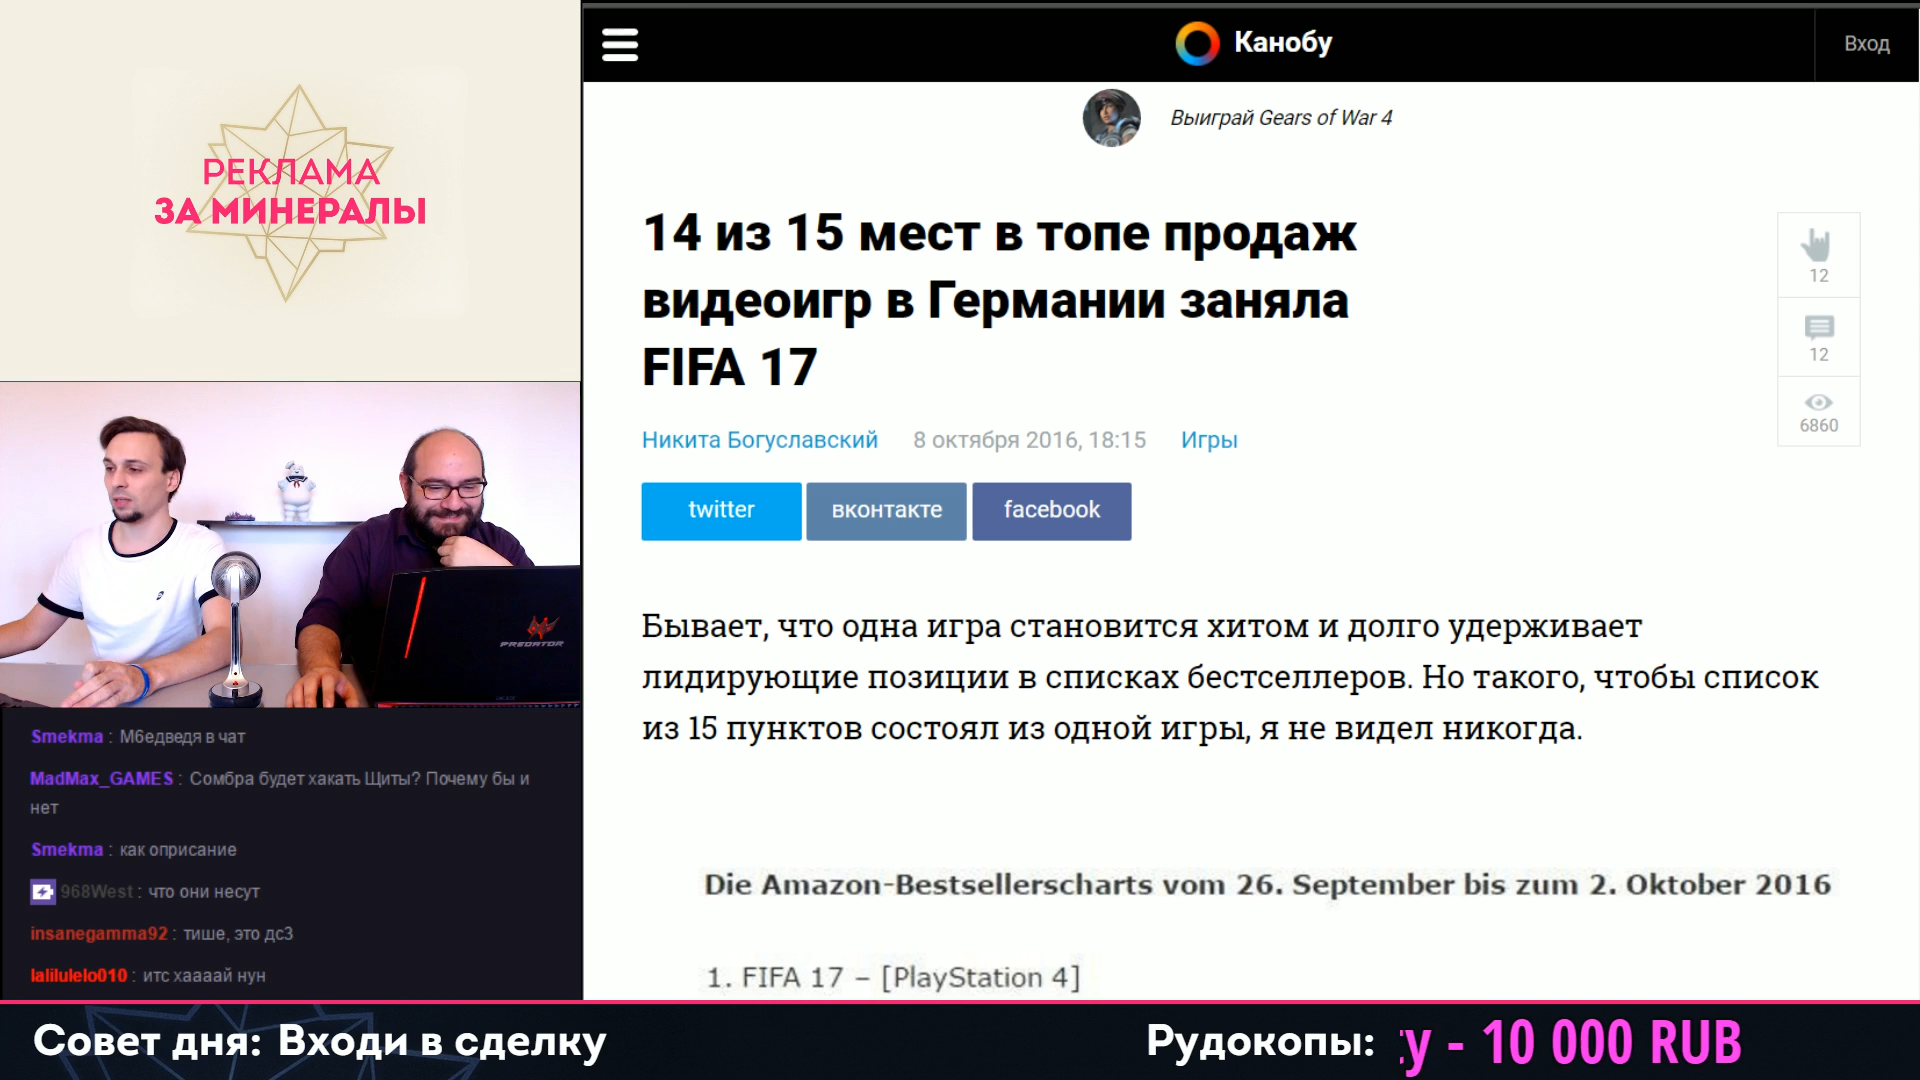 РЕКЛАМА
ЗА МИНЕРАЛЫ
PREDATOR
Smekma : М6едведя в чат
MadMax_GAMES : Сомбра будет хакать Щиты? Почему бы и
нет
Smekma : как оприсание
968West : что они несут
insanegamma92 : тише, это дс3
lalilulelo010 : итс хаааай нун
Канобу
Вход
Выиграй Gears of War 4
14 из 15 мест в топе продаж
видеоигр в Германии заняла
FIFA 17
12
12
6860
Никита Богуславский 8 октября 2016, 18:15 Игры
twitter вконтакте facebook
Бывает, что одна игра становится хитом и долго удерживает
лидирующие позиции в списках бестселлеров. Но такого, чтобы список
из 15 пунктов состоял из одной игры, я не видел никогда.
Die Amazon-Bestsellerscharts vom 26. September bis zum 2. Oktober 2016
1. FIFA 17 – [PlayStation 4]
Совет дня: Входи в сделку
Рудокопы: у - 10 000 RUB